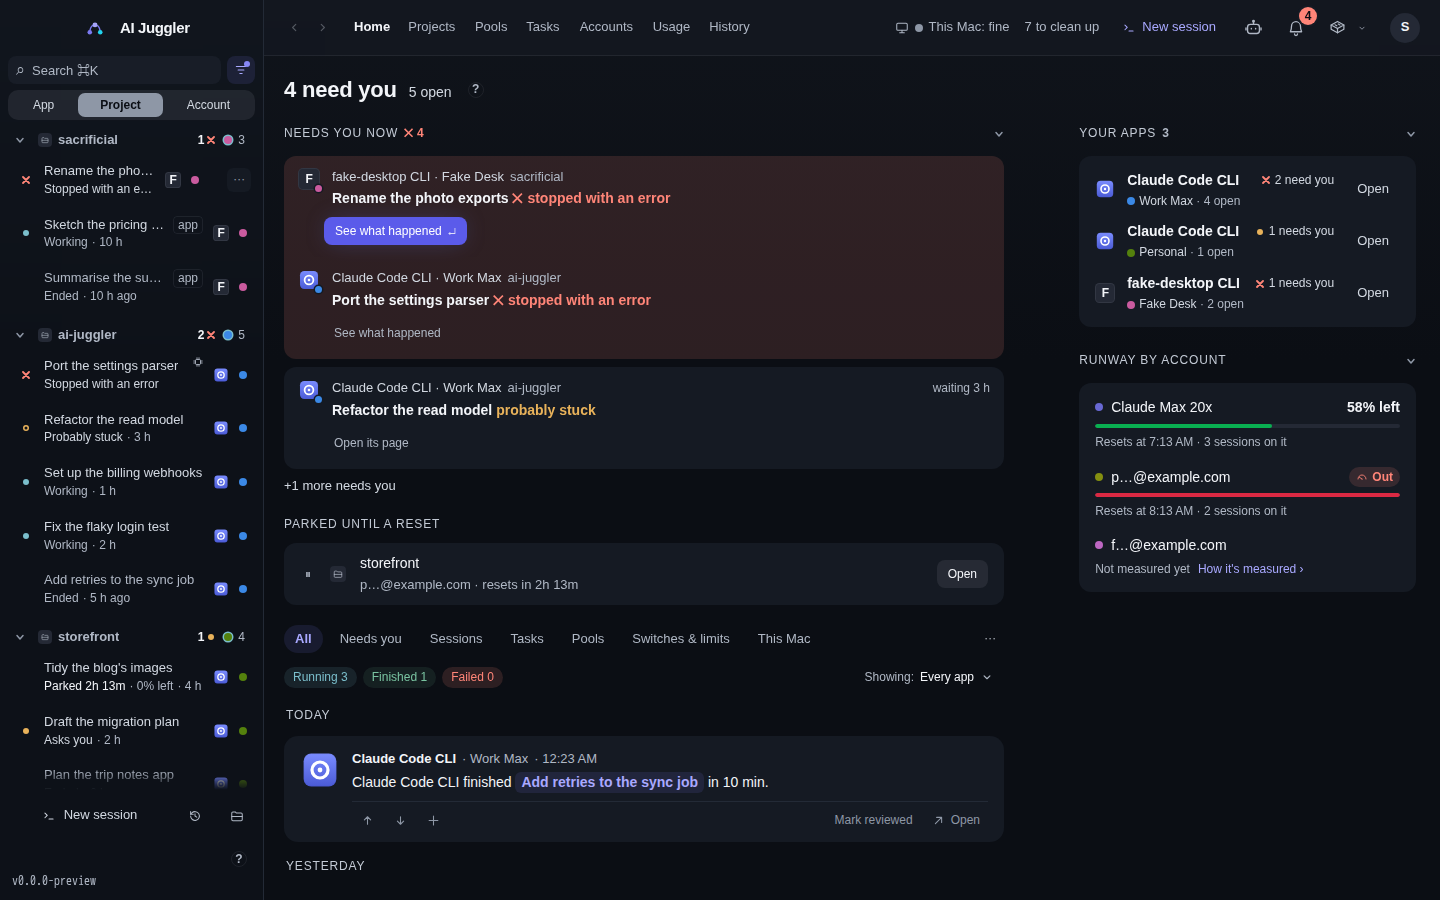 AI Juggler
Search ⌘K
App Project Account
sacrificial 1 3
Rename the pho… F
Stopped with an e…
Sketch the pricing … app F
Working · 10 h
Summarise the su… app F
Ended · 10 h ago
ai-juggler 2 5
Port the settings parser
Stopped with an error
Refactor the read model
Probably stuck · 3 h
Set up the billing webhooks
Working · 1 h
Fix the flaky login test
Working · 2 h
Add retries to the sync job
Ended · 5 h ago
storefront 1 4
Tidy the blog's images
Parked 2h 13m · 0% left · 4 h
Draft the migration plan
Asks you · 2 h
Plan the trip notes app
New session
?
v0.0.0-preview
Home Projects Pools Tasks Accounts Usage History
This Mac: fine 7 to clean up New session 4 S
4 need you 5 open ?
NEEDS YOU NOW 4
F fake-desktop CLI · Fake Desk sacrificial
Rename the photo exports stopped with an error
See what happened
Claude Code CLI · Work Max ai-juggler
Port the settings parser stopped with an error
See what happened
Claude Code CLI · Work Max ai-juggler waiting 3 h
Refactor the read model probably stuck
Open its page
+1 more needs you
PARKED UNTIL A RESET
storefront
p…@example.com · resets in 2h 13m
Open
All Needs you Sessions Tasks Pools Switches & limits This Mac …
Running 3 Finished 1 Failed 0 Showing: Every app
TODAY
Claude Code CLI · Work Max · 12:23 AM
Claude Code CLI finished Add retries to the sync job in 10 min.
Mark reviewed Open
YESTERDAY
YOUR APPS 3
Claude Code CLI 2 need you
Work Max · 4 open
Open
Claude Code CLI 1 needs you
Personal · 1 open
Open
F fake-desktop CLI 1 needs you
Fake Desk · 2 open
Open
RUNWAY BY ACCOUNT
Claude Max 20x 58% left
Resets at 7:13 AM · 3 sessions on it
p…@example.com Out
Resets at 8:13 AM · 2 sessions on it
f…@example.com
Not measured yet How it's measured ›